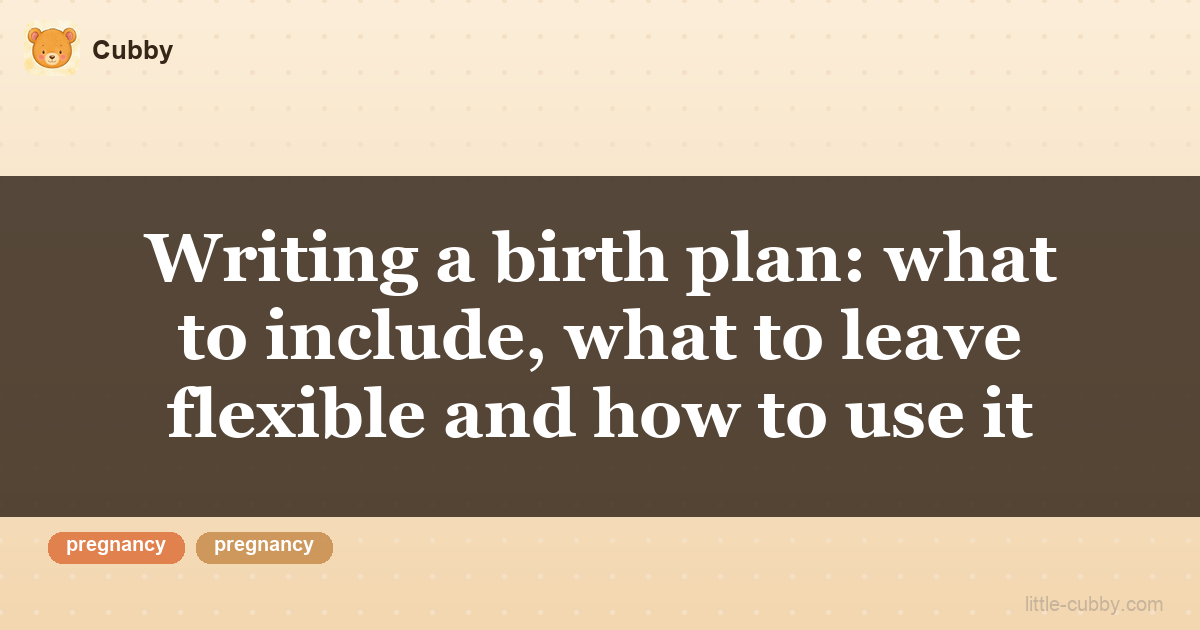 Cubby
Writing a birth plan: what
to include, what to leave
flexible and how to use it
pregnancy pregnancy
little-cubby.com